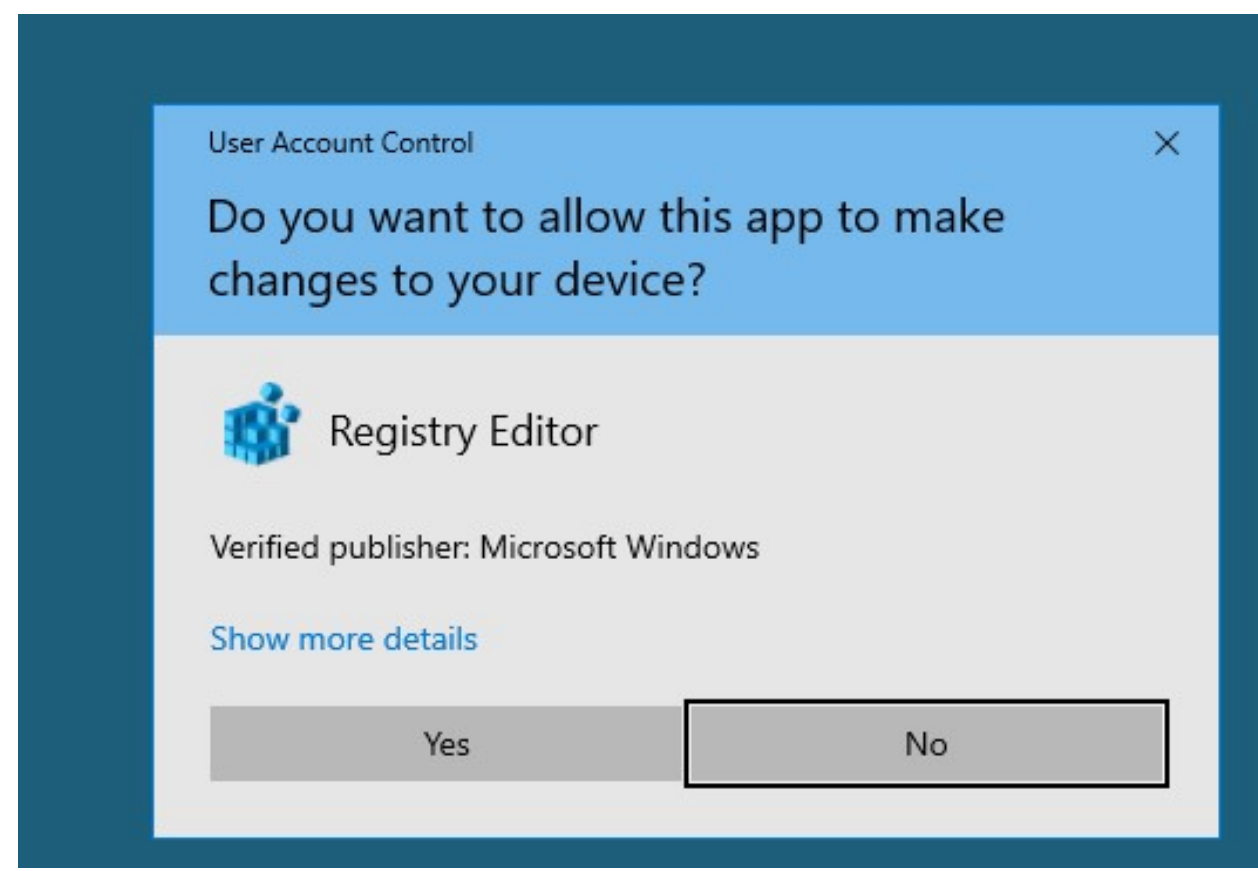 User Account Control
Do you want to allow this app to make
changes to your device?
Registry Editor
Verified publisher: Microsoft Windows
Show more details
Yes
No